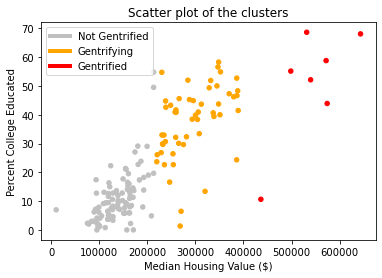 Scatter plot of the clusters
Not Gentrified
Gentrifying
Gentrified
Percent College Educated
70
60
50
40
30
20
10
0
0 100000 200000 300000 400000 500000 600000
Median Housing Value ($)